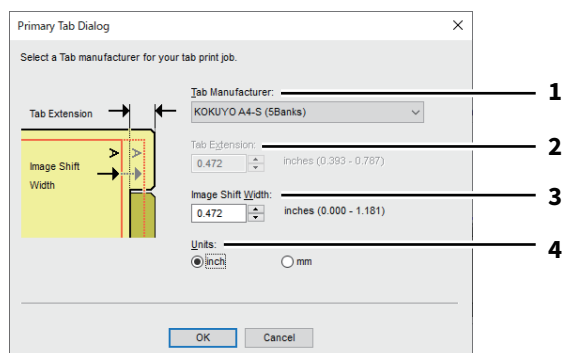 Primary Tab Dialog
Select a Tab manufacturer for your tab print job.
Tab Manufacturer:
1
KOKUYO A4-S (5Banks)
Tab Extension
Tab Extension:
2
0.472 inches (0.393 - 0.787)
A A
Image Shift
Width
Image Shift Width:
3
0.472 inches (0.000 - 1.181)
Units:
4
inch mm
OK Cancel